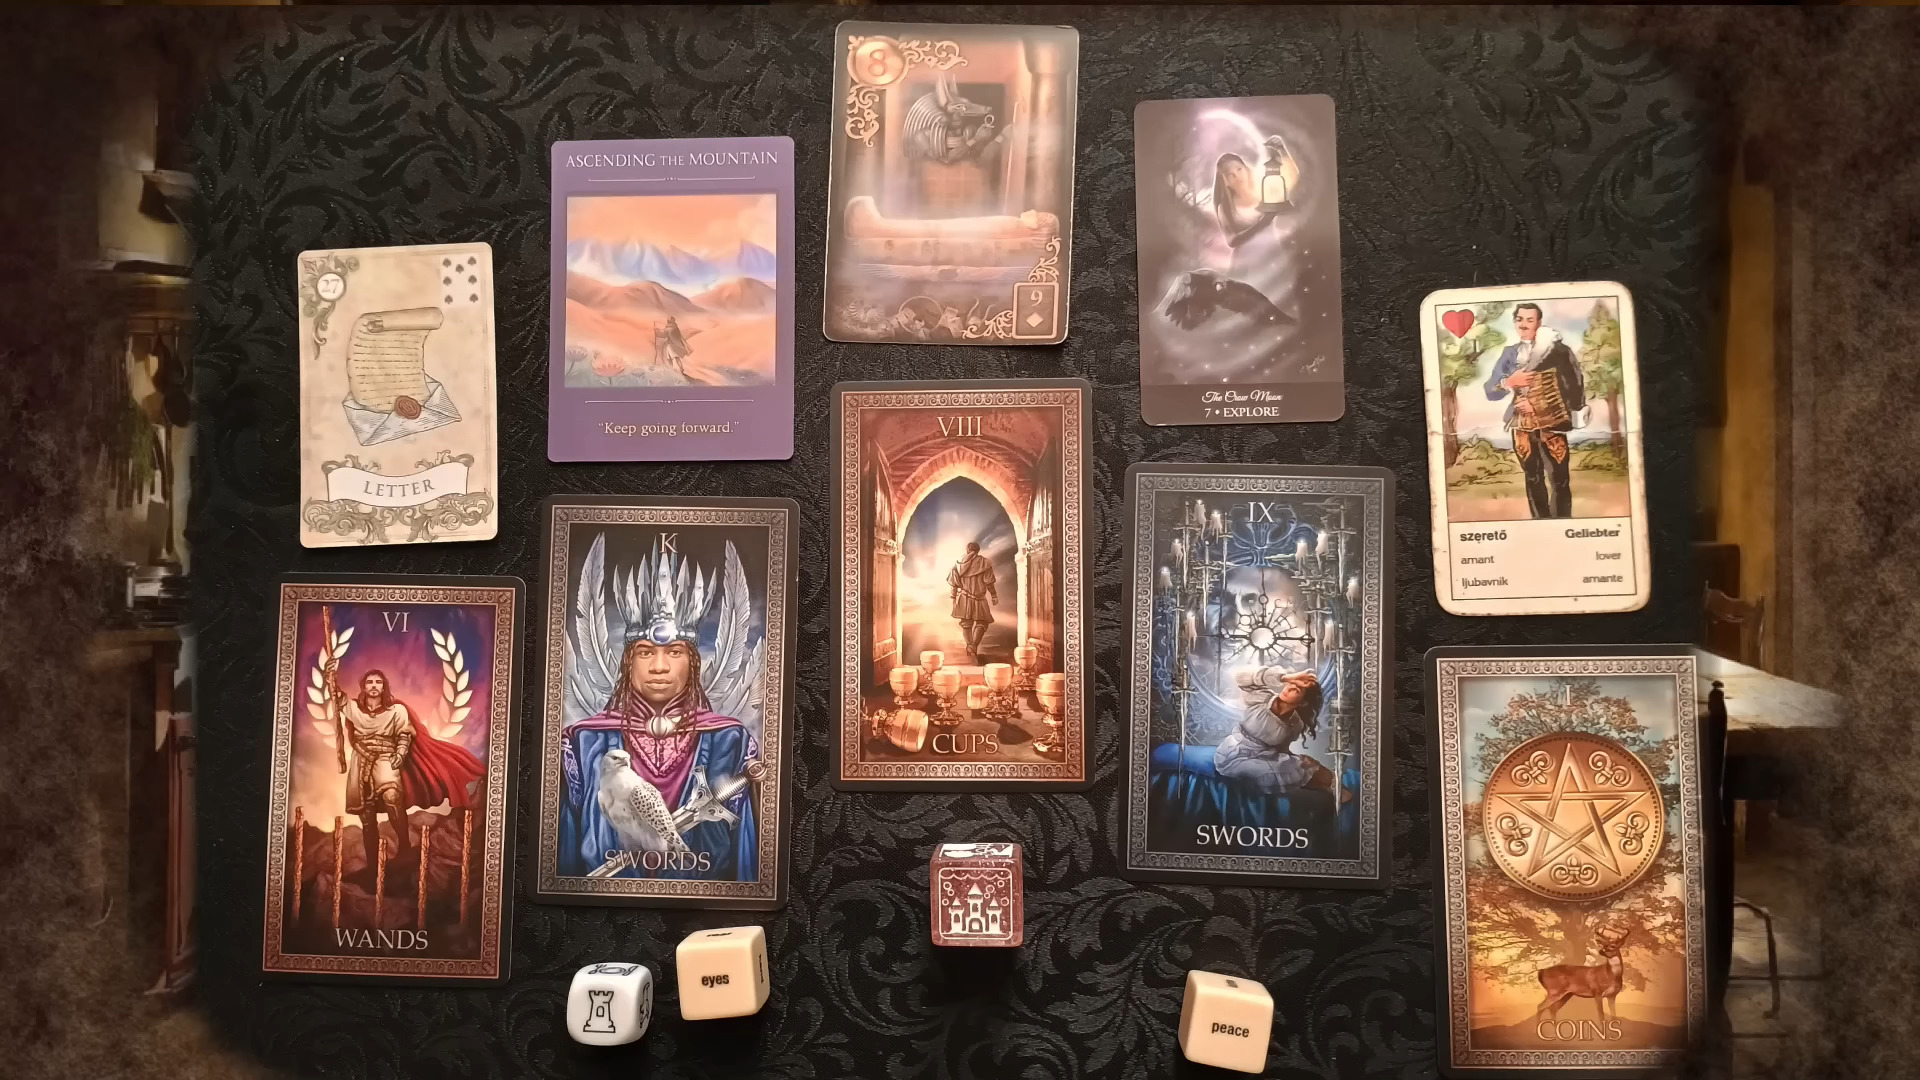 8
9
ASCENDING THE MOUNTAIN
"Keep going forward."
The Crow Moon
7 • EXPLORE
27
LETTER
szerető Geliebter
amant lover
ljubavnik amante
VIII
CUPS
IX
SWORDS
K
SWORDS
VI
WANDS
I
COINS
eyes
peace